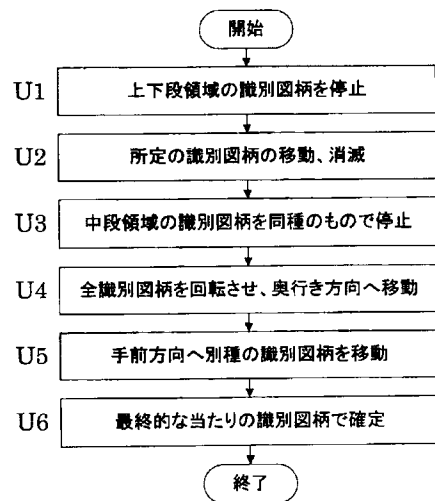 開始
U1 上下段領域の識別図柄を停止
U2 所定の識別図柄の移動、消滅
U3 中段領域の識別図柄を同種のもので停止
U4 全識別図柄を回転させ、奥行き方向へ移動
U5 手前方向へ別種の識別図柄を移動
U6 最終的な当たりの識別図柄で確定
終了